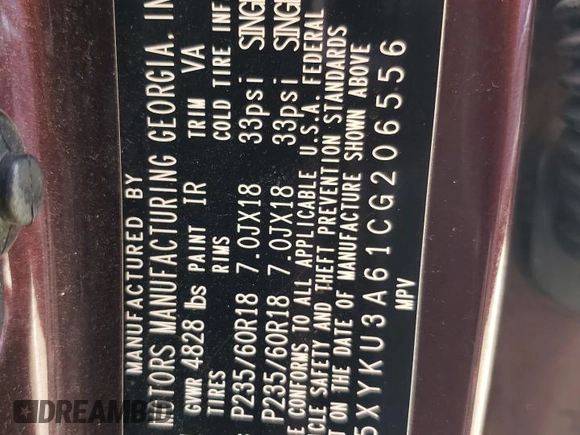 MANUFACTURED BY
MOTORS MANUFACTURING GEORGIA, IN
GVWR 4828 lbs PAINT IR TRIM VA
TIRES RIMS COLD TIRE INF
P235/60R18 7.0JX18 33psi SINGL
P235/60R18 7.0JX18 33psi SINGL
E CONFORMS TO ALL APPLICABLE U.S.A. FEDERAL
ICLE SAFETY AND THEFT PREVENTION STANDARDS
T ON THE DATE OF MANUFACTURE SHOWN ABOVE
5XYKU3A61CG206556
MPV
DREAMBID